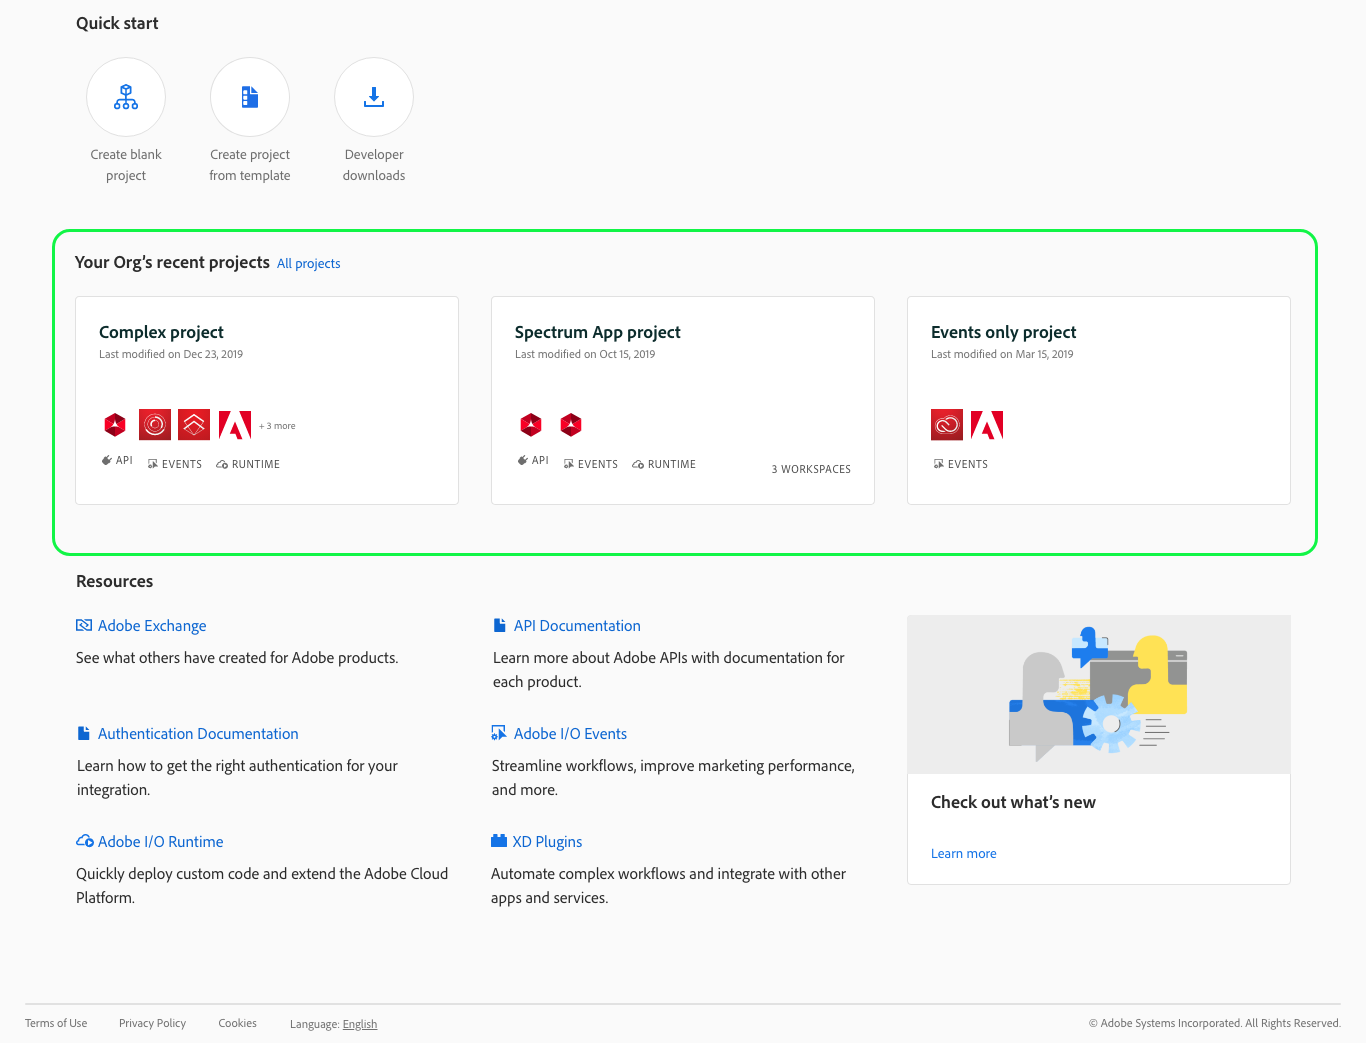 Quick start
Create blank
project
Create project
from template
Developer
downloads
Your Org’s recent projects All projects
Complex project
Last modified on Dec 23, 2019
+ 3 more
API EVENTS RUNTIME
Spectrum App project
Last modified on Oct 15, 2019
API EVENTS RUNTIME
3 WORKSPACES
Events only project
Last modified on Mar 15, 2019
EVENTS
Resources
Adobe Exchange
See what others have created for Adobe products.
API Documentation
Learn more about Adobe APIs with documentation for
each product.
Authentication Documentation
Learn how to get the right authentication for your
integration.
Adobe I/O Events
Streamline workflows, improve marketing performance,
and more.
Adobe I/O Runtime
Quickly deploy custom code and extend the Adobe Cloud
Platform.
XD Plugins
Automate complex workflows and integrate with other
apps and services.
Check out what’s new
Learn more
Terms of Use Privacy Policy Cookies Language: English © Adobe Systems Incorporated. All Rights Reserved.